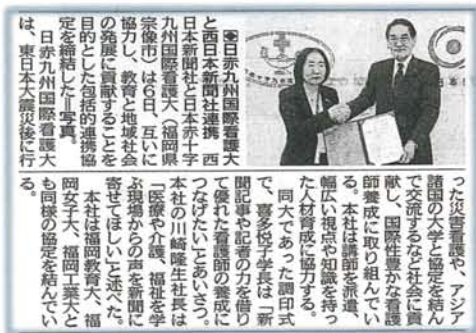 ◉日赤九州国際看護大
と西日本新聞社連携　西
日本新聞社と日本赤十字
九州国際看護大（福岡県
宗像市）は6日、互いに
協力し、教育と地域社会
の発展に貢献することを
目的とした包括的連携協
定を締結した＝写真。
　日赤九州国際看護大
は、東日本大震災後に行
った災害看護や、アジア
諸国の大学と協定を結ん
で交流するなど社会に貢
献し、国際性豊かな看護
師養成に取り組んでい
る。本社は講師を派遣、
幅広い視点や知識を持っ
た人材育成に協力する。
　同大であった調印式
で、喜多悦子学長は「新
聞記事や記者の力を借り
て優れた看護師の養成に
つなげたい」とあいさつ。
本社の川崎隆生社長は
「医療や介護、福祉を学
ぶ現場からの声を新聞に
寄せてほしい」と述べた。
　本社は福岡教育大、福
岡女子大、福岡工業大と
も同様の協定を結んでい
る。